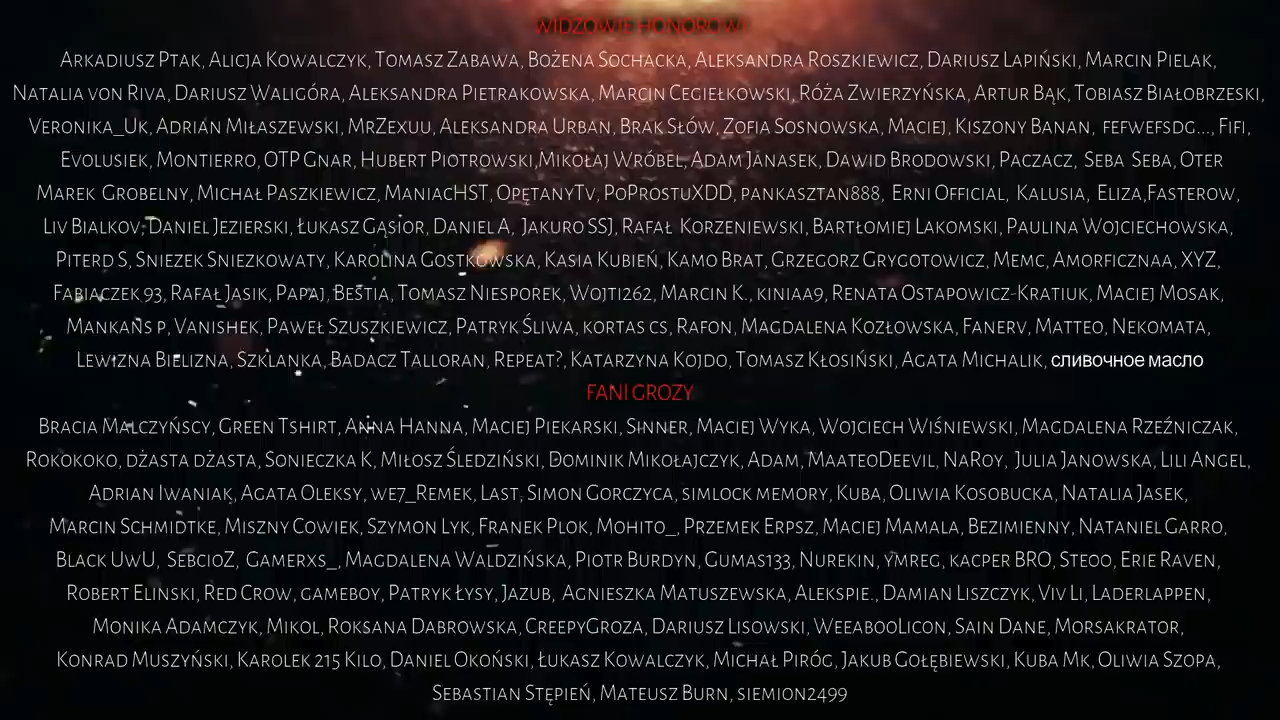 WIDZOWIE HONOROWI
Arkadiusz Ptak, Alicja Kowalczyk, Tomasz Zabawa, Bożena Sochacka, Aleksandra Roszkiewicz, Dariusz Lapiński, Marcin Pielak,
Natalia von Riva, Dariusz Waligóra, Aleksandra Pietrakowska, Marcin Cegiełkowski, Róża Zwierzyńska, Artur Bąk, Tobiasz Białobrzeski,
Veronika_Uk, Adrian Miłaszewski, MrZexuu, Aleksandra Urban, Brak Słów, Zofia Sosnowska, Maciej, Kiszony Banan, fefwefsdg..., Fifi,
Evolusiek, Montierro, OTP Gnar, Hubert Piotrowski,Mikołaj Wróbel, Adam Janasek, Dawid Brodowski, Paczacz, Seba Seba, Oter
Marek Grobelny, Michał Paszkiewicz, ManiacHST, OpętanyTv, PoProstuXDD, pankasztan888, Erni Official, Kalusia, Eliza,Fasterow,
Liv Bialkov, Daniel Jezierski, Łukasz Gąsior, Daniel A, Jakuro SSJ, Rafał Korzeniewski, Bartłomiej Lakomski, Paulina Wojciechowska,
Piterd S, Sniezek Sniezkowaty, Karolina Gostkowska, Kasia Kubień, Kamo Brat, Grzegorz Grygotowicz, Memc, Amorficznaa, XYZ,
Fabiaczek 93, Rafał Jasik, Papaj, Bestia, Tomasz Niesporek, Wojti262, Marcin K., kiniaa9, Renata Ostapowicz-Kratiuk, Maciej Mosak,
Mankans p, Vanishek, Paweł Szuszkiewicz, Patryk Śliwa, kortas cs, Rafon, Magdalena Kozłowska, Fanerv, Matteo, Nekomata,
Lewizna Bielizna, Szklanka, Badacz Talloran, Repeat?, Katarzyna Kojdo, Tomasz Kłosiński, Agata Michalik, сливочное масло
FANI GROZY
Bracia Malczyńscy, Green Tshirt, Anna Hanna, Maciej Piekarski, Sinner, Maciej Wyka, Wojciech Wiśniewski, Magdalena Rzeźniczak,
Rokokoko, dżasta dżasta, Sonieczka K, Miłosz Śledziński, Dominik Mikołajczyk, Adam, MaateoDeevil, NaRoy, Julia Janowska, Lili Angel,
Adrian Iwaniak, Agata Oleksy, we7_Remek, Last, Simon Gorczyca, simlock memory, Kuba, Oliwia Kosobucka, Natalia Jasek,
Marcin Schmidtke, Miszny Cowiek, Szymon Lyk, Franek Plok, Mohito_, Przemek Erpsz, Maciej Mamala, Bezimienny, Nataniel Garro,
Black UwU, SebcioZ, Gamerxs_, Magdalena Waldzińska, Piotr Burdyn, Gumas133, Nurekin, ymreg, kacper BRO, Steoo, Erie Raven,
Robert Elinski, Red Crow, gameboy, Patryk Łysy, Jazub, Agnieszka Matuszewska, Alekspie., Damian Liszczyk, Viv Li, Laderlappen,
Monika Adamczyk, Mikol, Roksana Dabrowska, CreepyGroza, Dariusz Lisowski, WeeabooLicon, Sain Dane, Morsakrator,
Konrad Muszyński, Karolek 215 Kilo, Daniel Okoński, Łukasz Kowalczyk, Michał Piróg, Jakub Gołębiewski, Kuba Mk, Oliwia Szopa,
Sebastian Stępień, Mateusz Burn, siemion2499